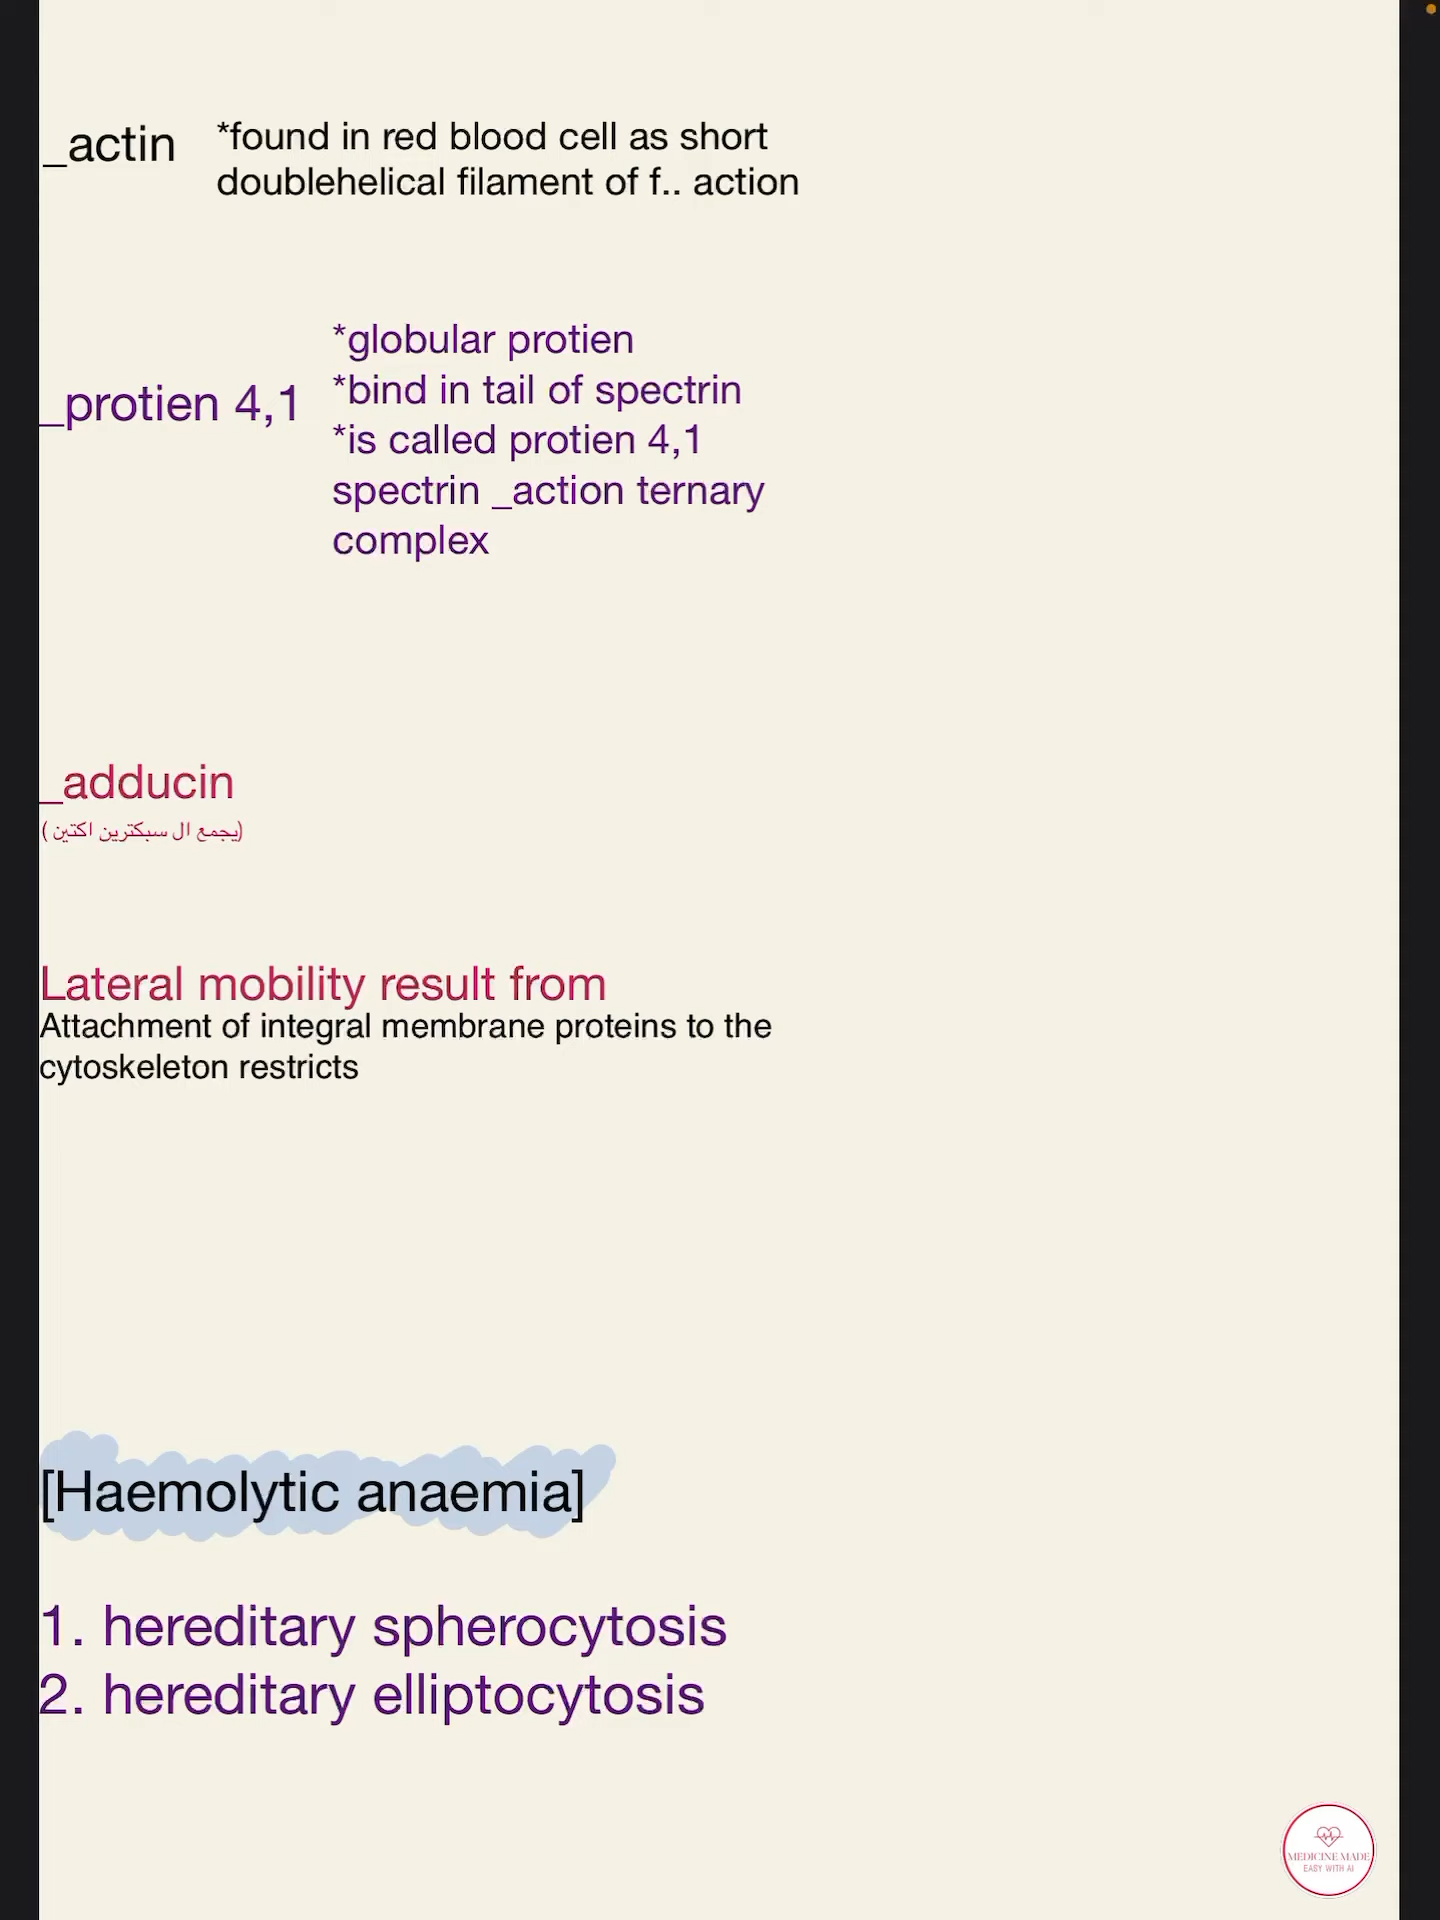 _actin
*found in red blood cell as short
doublehelical filament of f.. action
*globular protien
_protien 4,1
*bind in tail of spectrin
*is called protien 4,1
spectrin _action ternary
complex
_adducin
(يجمع ال سبكترين اكتين )
Lateral mobility result from
Attachment of integral membrane proteins to the
cytoskeleton restricts
[Haemolytic anaemia]
1. hereditary spherocytosis
2. hereditary elliptocytosis
MEDICINE MADE
EASY WITH AI